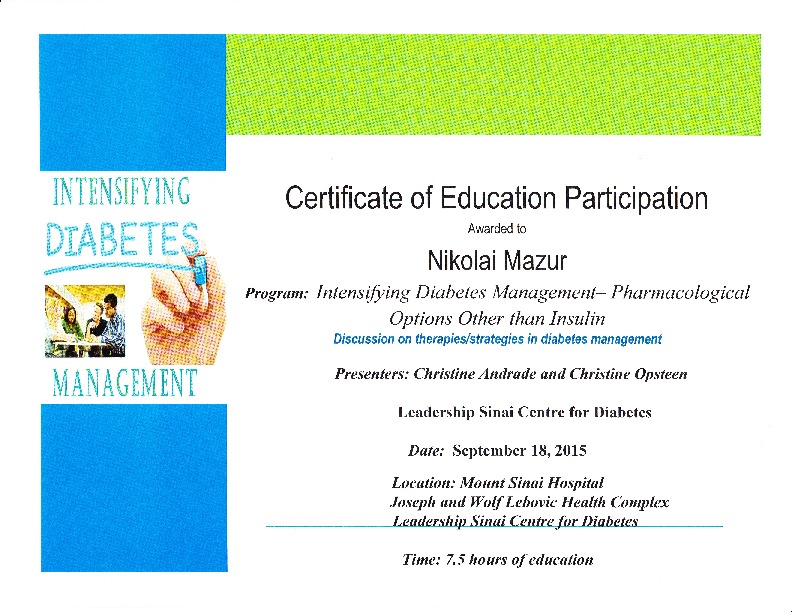 INTENSIFYING
DIABETES
MANAGEMENT
Certificate of Education Participation
Awarded to
Nikolai Mazur
Program: Intensifying Diabetes Management– Pharmacological
Options Other than Insulin
Discussion on therapies/strategies in diabetes management
Presenters: Christine Andrade and Christine Opsteen
Leadership Sinai Centre for Diabetes
Date: September 18, 2015
Location: Mount Sinai Hospital
Joseph and Wolf Lebovic Health Complex
Leadership Sinai Centre for Diabetes
Time: 7.5 hours of education